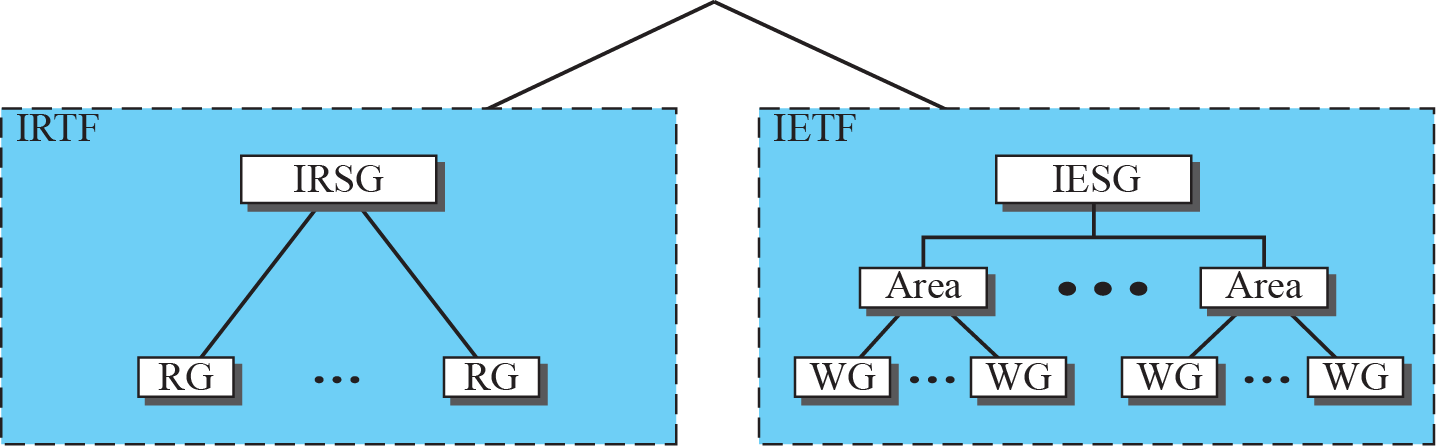 IRTF
IRSG
RG ... RG
IETF
IESG
Area ... Area
WG ... WG WG ... WG